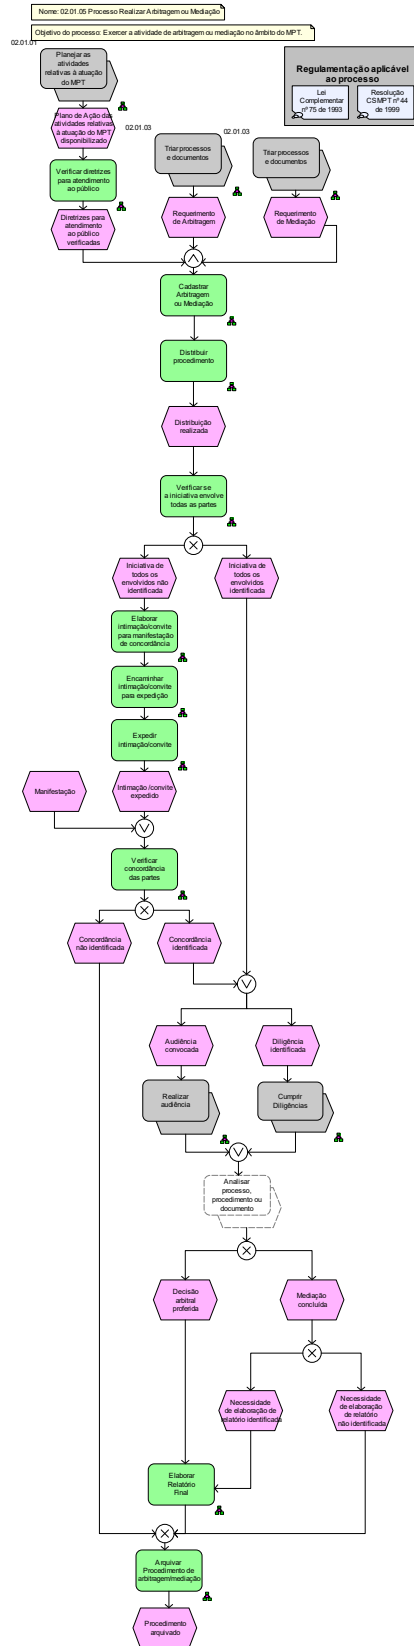 Nome: 02.01.05 Processo Realizar Arbitragem ou Mediação
Objetivo do processo: Exercer a atividade de arbitragem ou mediação no âmbito do MPT.
02.01.01
Planejar as
atividades
relativas à atuação
do MPT
Regulamentação aplicável
ao processo
Lei
Complementar
nº 75 de 1993
Resolução
CSMPT nº 44
de 1999
Plano de Ação das
atividades relativas
à atuação do MPT
disponibilizado
02.01.03
Triar processos
e documentos
02.01.03
Triar processos
e documentos
Verificar diretrizes
para atendimento
ao público
Diretrizes para
atendimento
ao público
verificadas
Requerimento
de Arbitragem
Requerimento
de Mediação
Cadastrar
Arbitragem
ou Mediação
Distribuir
procedimento
Distribuição
realizada
Verificar se
a iniciativa envolve
todas as partes
Iniciativa de
todos os
envolvidos não
identificada
Iniciativa de
todos os
envolvidos
identificada
Elaborar
intimação/convite
para manifestação
de concordância
Encaminhar
intimação/convite
para expedição
Expedir
intimação/convite
Manifestação
Intimação /convite
expedido
Verificar
concordância
das partes
Concordância
não identificada
Concordância
identificada
Audiência
convocada
Diligência
identificada
Realizar
audiência
Cumprir
Diligências
Analisar
processo,
procedimento ou
documento
Decisão
arbitral
proferida
Mediação
concluída
Necessidade
de elaboração de
relatório identificada
Necessidade
de elaboração
de relatório
não identificada
Elaborar
Relatório
Final
Arquivar
Procedimento de
arbitragem/mediação
Procedimento
arquivado